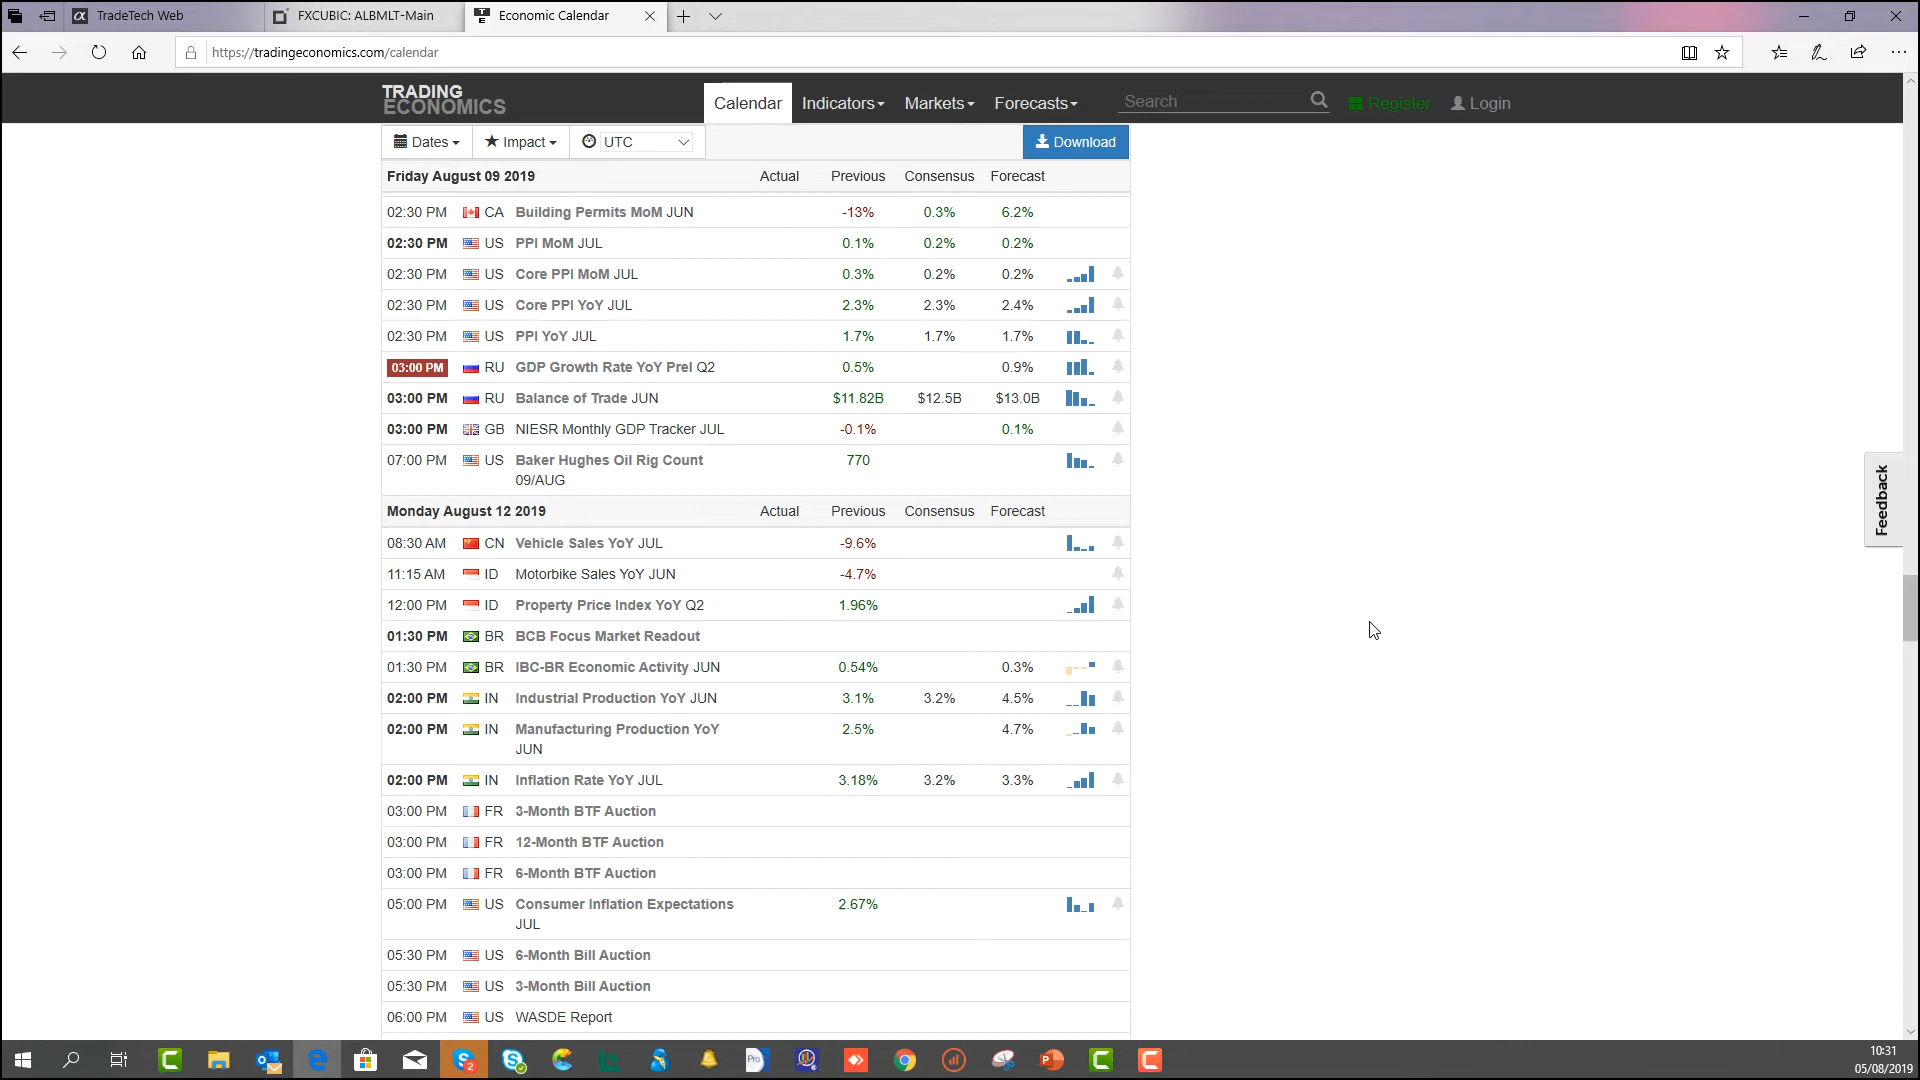 TradeTech Web
FXCUBIC: ALBMLT-Main
Economic Calendar
https://tradingeconomics.com/calendar
TRADING
ECONOMICS
Calendar Indicators Markets Forecasts Search Register Login
Dates Impact UTC Download
Friday August 09 2019 Actual Previous Consensus Forecast
02:30 PM CA Building Permits MoM JUN -13% 0.3% 6.2%
02:30 PM US PPI MoM JUL 0.1% 0.2% 0.2%
02:30 PM US Core PPI MoM JUL 0.3% 0.2% 0.2%
02:30 PM US Core PPI YoY JUL 2.3% 2.3% 2.4%
02:30 PM US PPI YoY JUL 1.7% 1.7% 1.7%
03:00 PM RU GDP Growth Rate YoY Prel Q2 0.5% 0.9%
03:00 PM RU Balance of Trade JUN $11.82B $12.5B $13.0B
03:00 PM GB NIESR Monthly GDP Tracker JUL -0.1% 0.1%
07:00 PM US Baker Hughes Oil Rig Count 770
09/AUG
Monday August 12 2019 Actual Previous Consensus Forecast
08:30 AM CN Vehicle Sales YoY JUL -9.6%
11:15 AM ID Motorbike Sales YoY JUN -4.7%
12:00 PM ID Property Price Index YoY Q2 1.96%
01:30 PM BR BCB Focus Market Readout
01:30 PM BR IBC-BR Economic Activity JUN 0.54% 0.3%
02:00 PM IN Industrial Production YoY JUN 3.1% 3.2% 4.5%
02:00 PM IN Manufacturing Production YoY 2.5% 4.7%
JUN
02:00 PM IN Inflation Rate YoY JUL 3.18% 3.2% 3.3%
03:00 PM FR 3-Month BTF Auction
03:00 PM FR 12-Month BTF Auction
03:00 PM FR 6-Month BTF Auction
05:00 PM US Consumer Inflation Expectations 2.67%
JUL
05:30 PM US 6-Month Bill Auction
05:30 PM US 3-Month Bill Auction
06:00 PM US WASDE Report
Feedback
10:31
05/08/2019